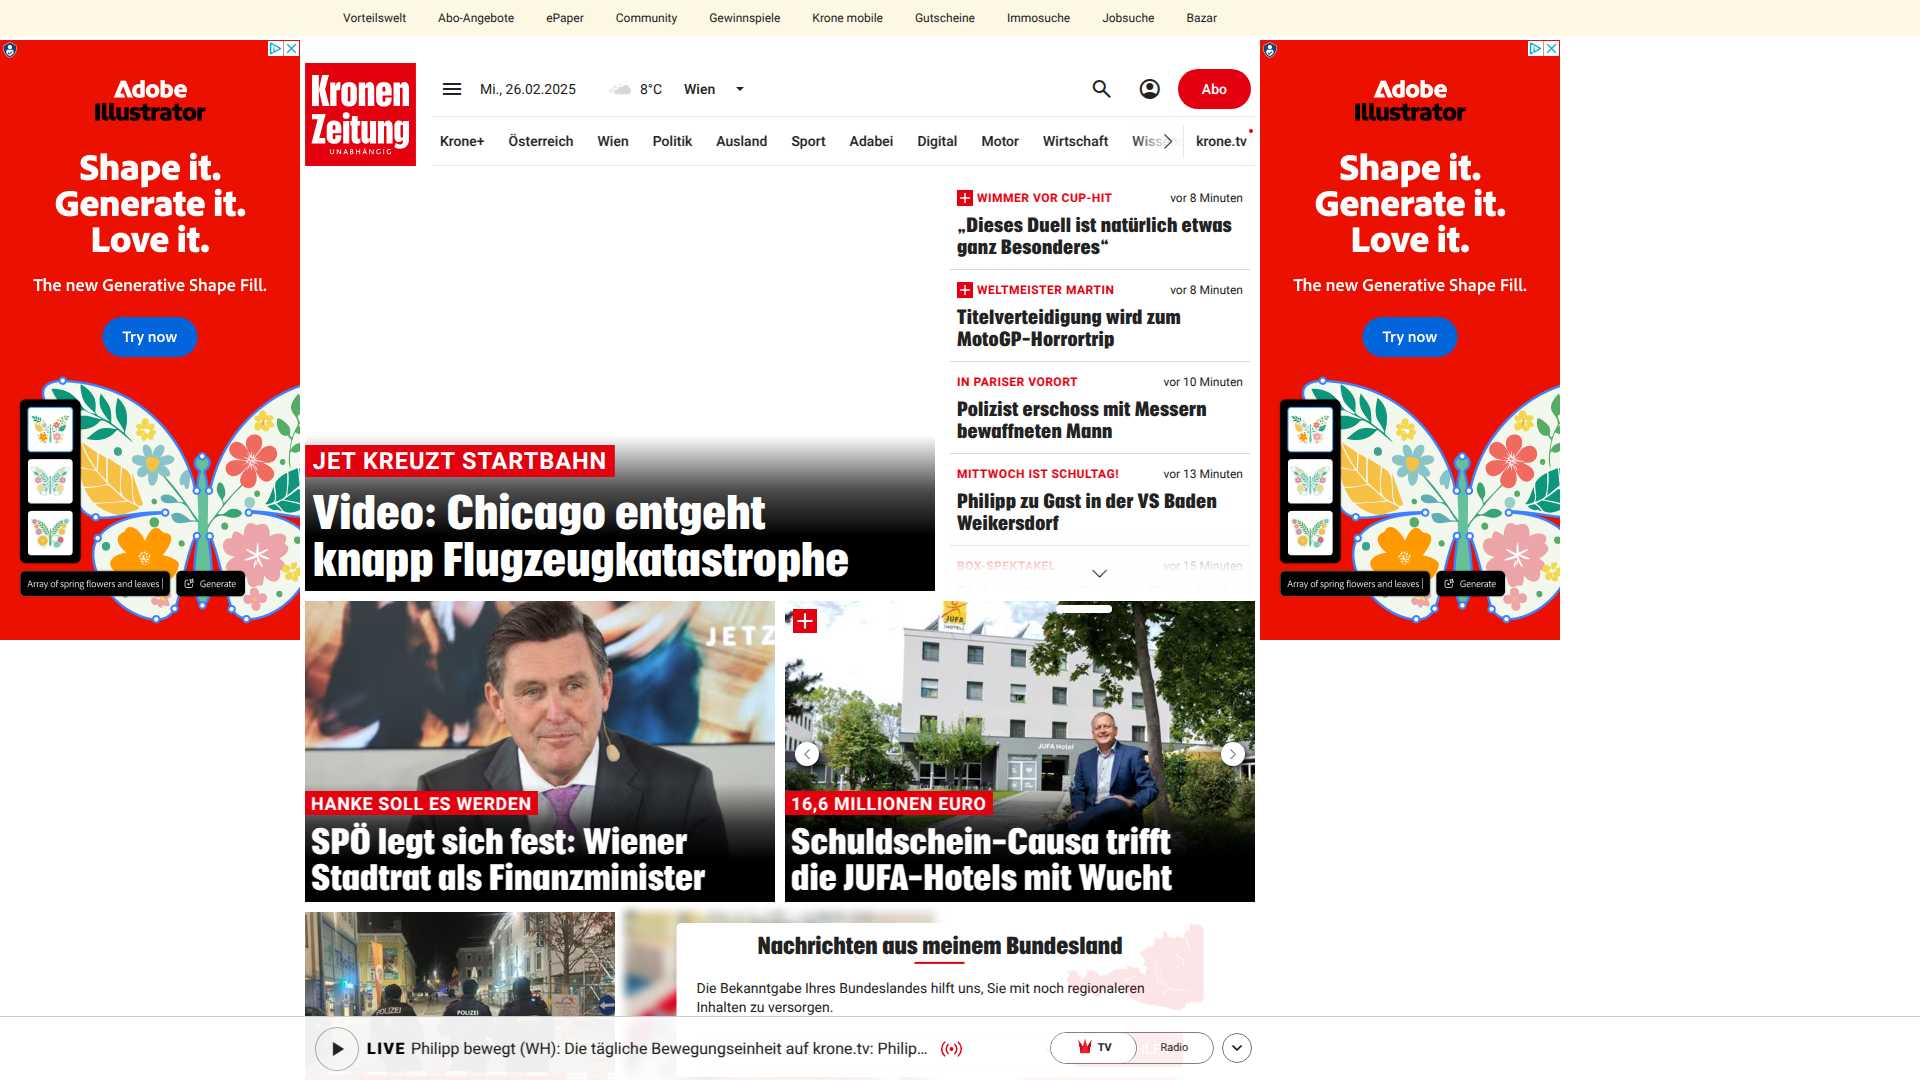 Vorteilswelt Abo-Angebote ePaper Community Gewinnspiele Krone mobile Gutscheine Immosuche Jobsuche Bazar
Adobe
Illustrator
Shape it.
Generate it.
Love it.
The new Generative Shape Fill.
Try now
Array of spring flowers and leaves
Generate
Kronen
Zeitung
UNABHÄNGIG
Mi., 26.02.2025 8°C Wien
Abo
Krone+ Österreich Wien Politik Ausland Sport Adabei Digital Motor Wirtschaft krone.tv
JET KREUZT STARTBAHN
Video: Chicago entgeht
knapp Flugzeugkatastrophe
WIMMER VOR CUP-HIT vor 8 Minuten
„Dieses Duell ist natürlich etwas
ganz Besonderes“
WELTMEISTER MARTIN vor 8 Minuten
Titelverteidigung wird zum
MotoGP-Horrortrip
IN PARISER VORORT vor 10 Minuten
Polizist erschoss mit Messern
bewaffneten Mann
MITTWOCH IST SCHULTAG! vor 13 Minuten
Philipp zu Gast in der VS Baden
Weikersdorf
BOX-SPEKTAKEL vor 15 Minuten
Adobe
Illustrator
Shape it.
Generate it.
Love it.
The new Generative Shape Fill.
Try now
Array of spring flowers and leaves
Generate
JETZ
HANKE SOLL ES WERDEN
SPÖ legt sich fest: Wiener
Stadtrat als Finanzminister
JUFA
HOTELS
JUFA Hotel
16,6 MILLIONEN EURO
Schuldschein-Causa trifft
die JUFA-Hotels mit Wucht
POLIZEI
POLIZEI
Nachrichten aus meinem Bundesland
Die Bekanntgabe Ihres Bundeslandes hilft uns, Sie mit noch regionaleren
Inhalten zu versorgen.
LIVE Philipp bewegt (WH): Die tägliche Bewegungseinheit auf krone.tv: Philip...
TV Radio